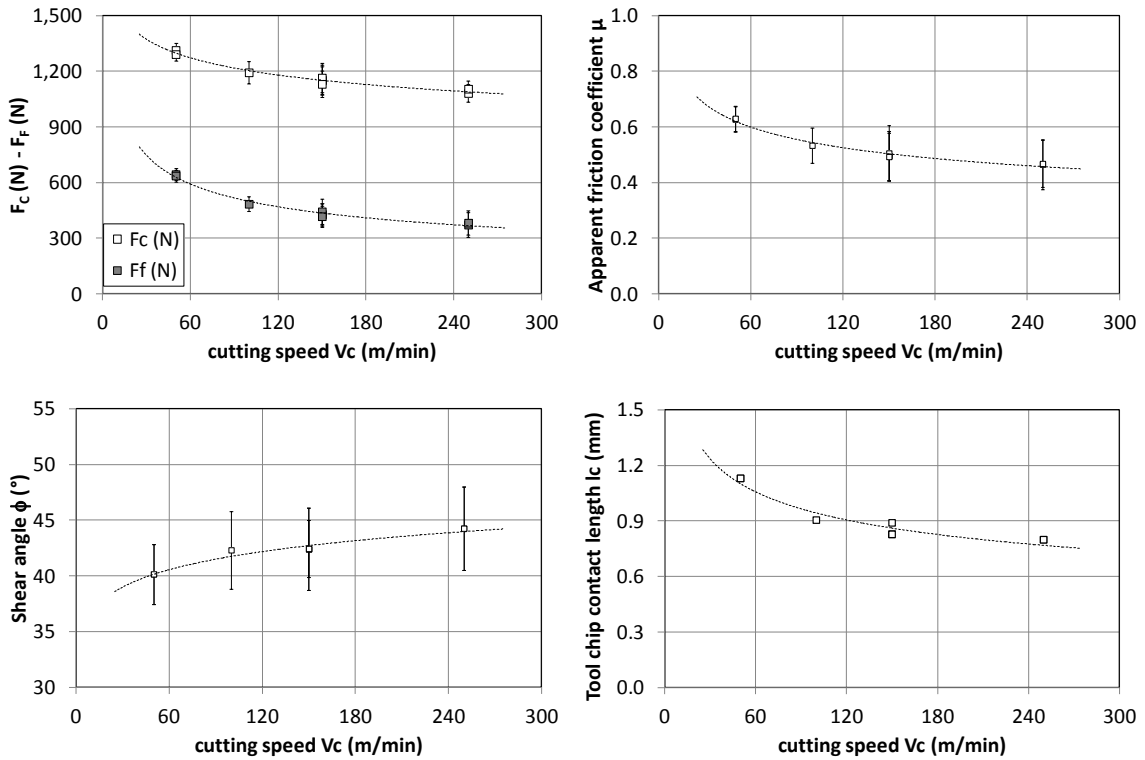 F_C (N) - F_F (N)
1,500
1,200
900
600
300
0
Fc (N)
Ff (N)
0 60 120 180 240 300
cutting speed Vc (m/min)
Apparent friction coefficient μ
1.0
0.8
0.6
0.4
0.2
0.0
0 60 120 180 240 300
cutting speed Vc (m/min)
Shear angle ϕ (°)
55
50
45
40
35
30
0 60 120 180 240 300
cutting speed Vc (m/min)
Tool chip contact length lc (mm)
1.5
1.2
0.9
0.6
0.3
0.0
0 60 120 180 240 300
cutting speed Vc (m/min)